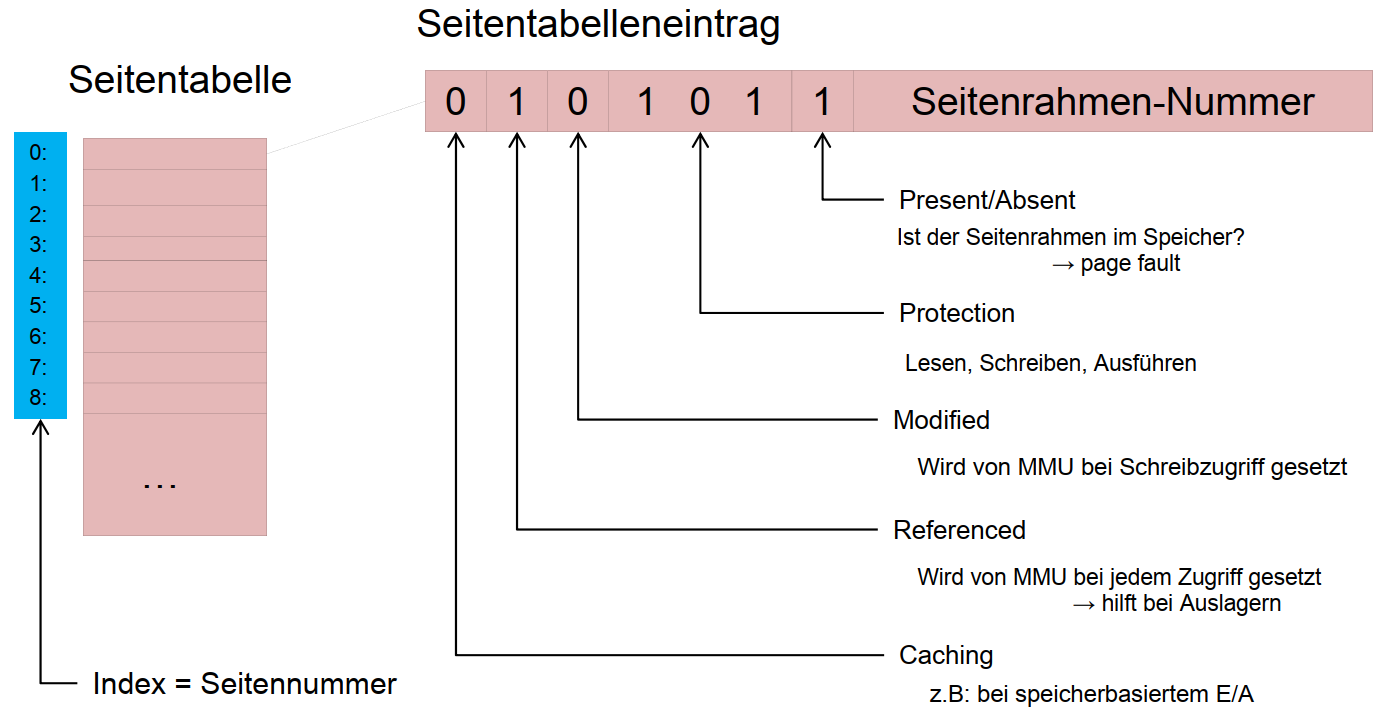 Seitentabelleneintrag
Seitentabelle
0 1 0 1 0 1 1 Seitenrahmen-Nummer
0:
1:
2:
3:
4:
5:
6:
7:
8:
...
Index = Seitennummer
Present/Absent
Ist der Seitenrahmen im Speicher?
→ page fault
Protection
Lesen, Schreiben, Ausführen
Modified
Wird von MMU bei Schreibzugriff gesetzt
Referenced
Wird von MMU bei jedem Zugriff gesetzt
→ hilft bei Auslagern
Caching
z.B: bei speicherbasiertem E/A